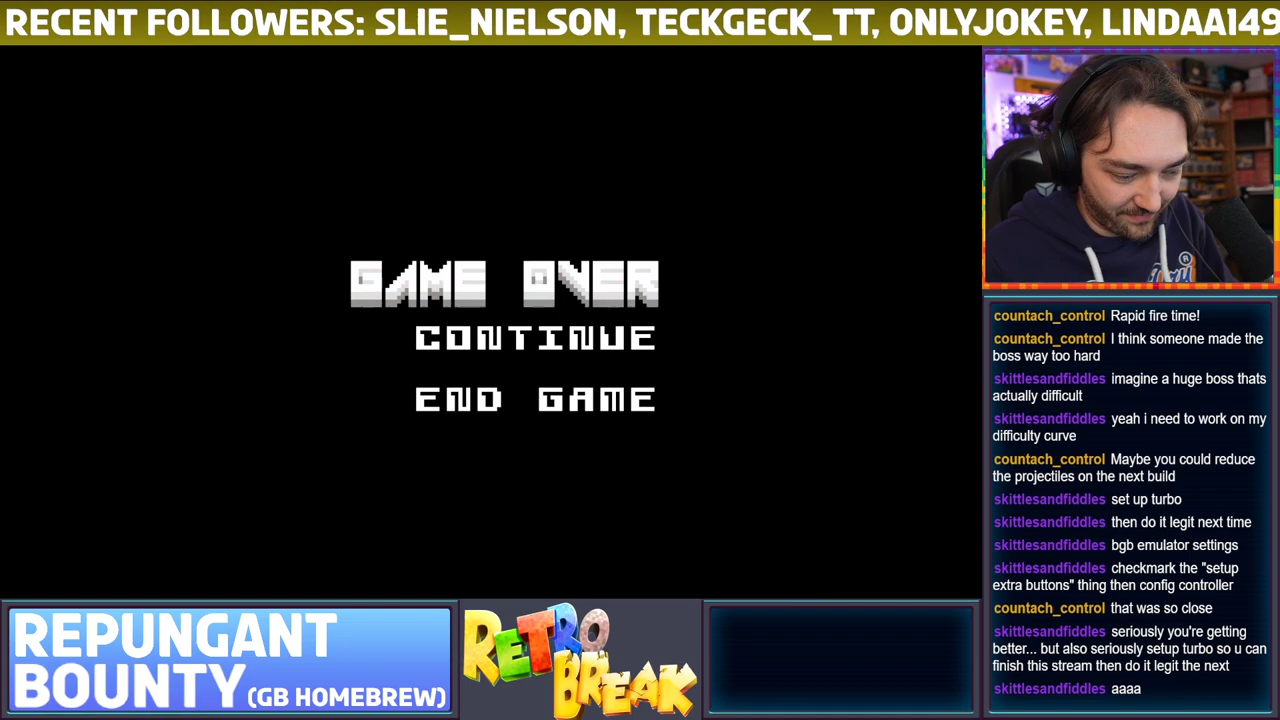 RECENT FOLLOWERS: SLIE_NIELSON, TECKGECK_TT, ONLYJOKEY, LINDAA149
GAME OVER
CONTINUE
END GAME
countach_control Rapid fire time!
countach_control I think someone made the
boss way too hard
skittlesandfiddles imagine a huge boss thats
actually difficult
skittlesandfiddles yeah i need to work on my
difficulty curve
countach_control Maybe you could reduce
the projectiles on the next build
skittlesandfiddles set up turbo
skittlesandfiddles then do it legit next time
skittlesandfiddles bgb emulator settings
skittlesandfiddles checkmark the "setup
extra buttons" thing then config controller
countach_control that was so close
skittlesandfiddles seriously you're getting
better... but also seriously setup turbo so u can
finish this stream then do it legit the next
skittlesandfiddles aaaa
REPUNGANT
BOUNTY (GB HOMEBREW)
RETRO
BREAK